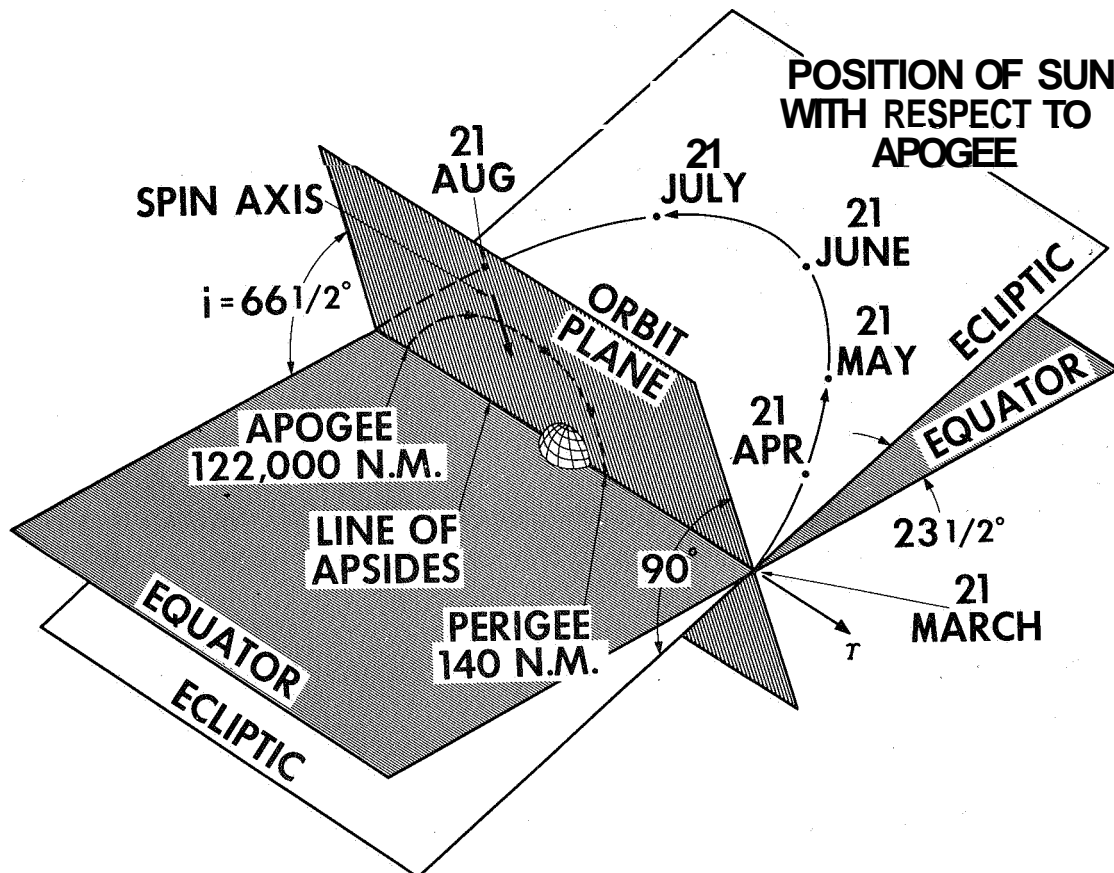 POSITION OF SUN
WITH RESPECT TO
APOGEE
21
AUG
21
JULY
SPIN AXIS
21
JUNE
i = 66 1/2°
ORBIT
PLANE
ECLIPTIC
21
MAY
EQUATOR
APOGEE
122,000 N.M.
21
APR
LINE OF
APSIDES
23 1/2°
90°
21
MARCH
EQUATOR
PERIGEE
140 N.M.
ϒ
ECLIPTIC